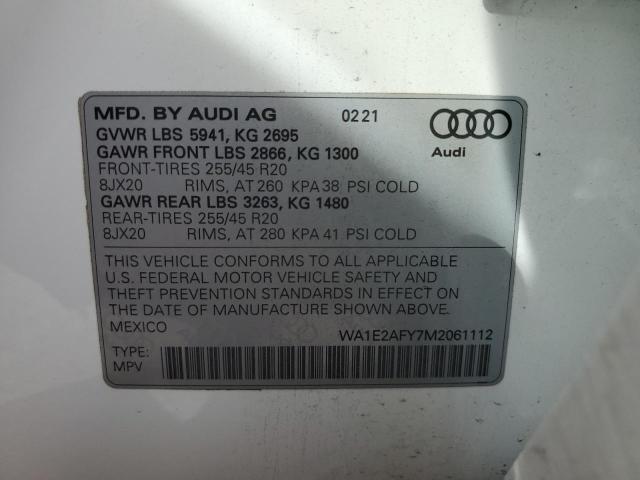 MFD. BY AUDI AG 0221
GVWR LBS 5941, KG 2695
GAWR FRONT LBS 2866, KG 1300
Audi
FRONT-TIRES 255/45 R20
8JX20 RIMS, AT 260 KPA 38 PSI COLD
GAWR REAR LBS 3263, KG 1480
REAR-TIRES 255/45 R20
8JX20 RIMS, AT 280 KPA 41 PSI COLD
THIS VEHICLE CONFORMS TO ALL APPLICABLE
U.S. FEDERAL MOTOR VEHICLE SAFETY AND
THEFT PREVENTION STANDARDS IN EFFECT ON
THE DATE OF MANUFACTURE SHOWN ABOVE.
MEXICO
WA1E2AFY7M2061112
TYPE:
MPV